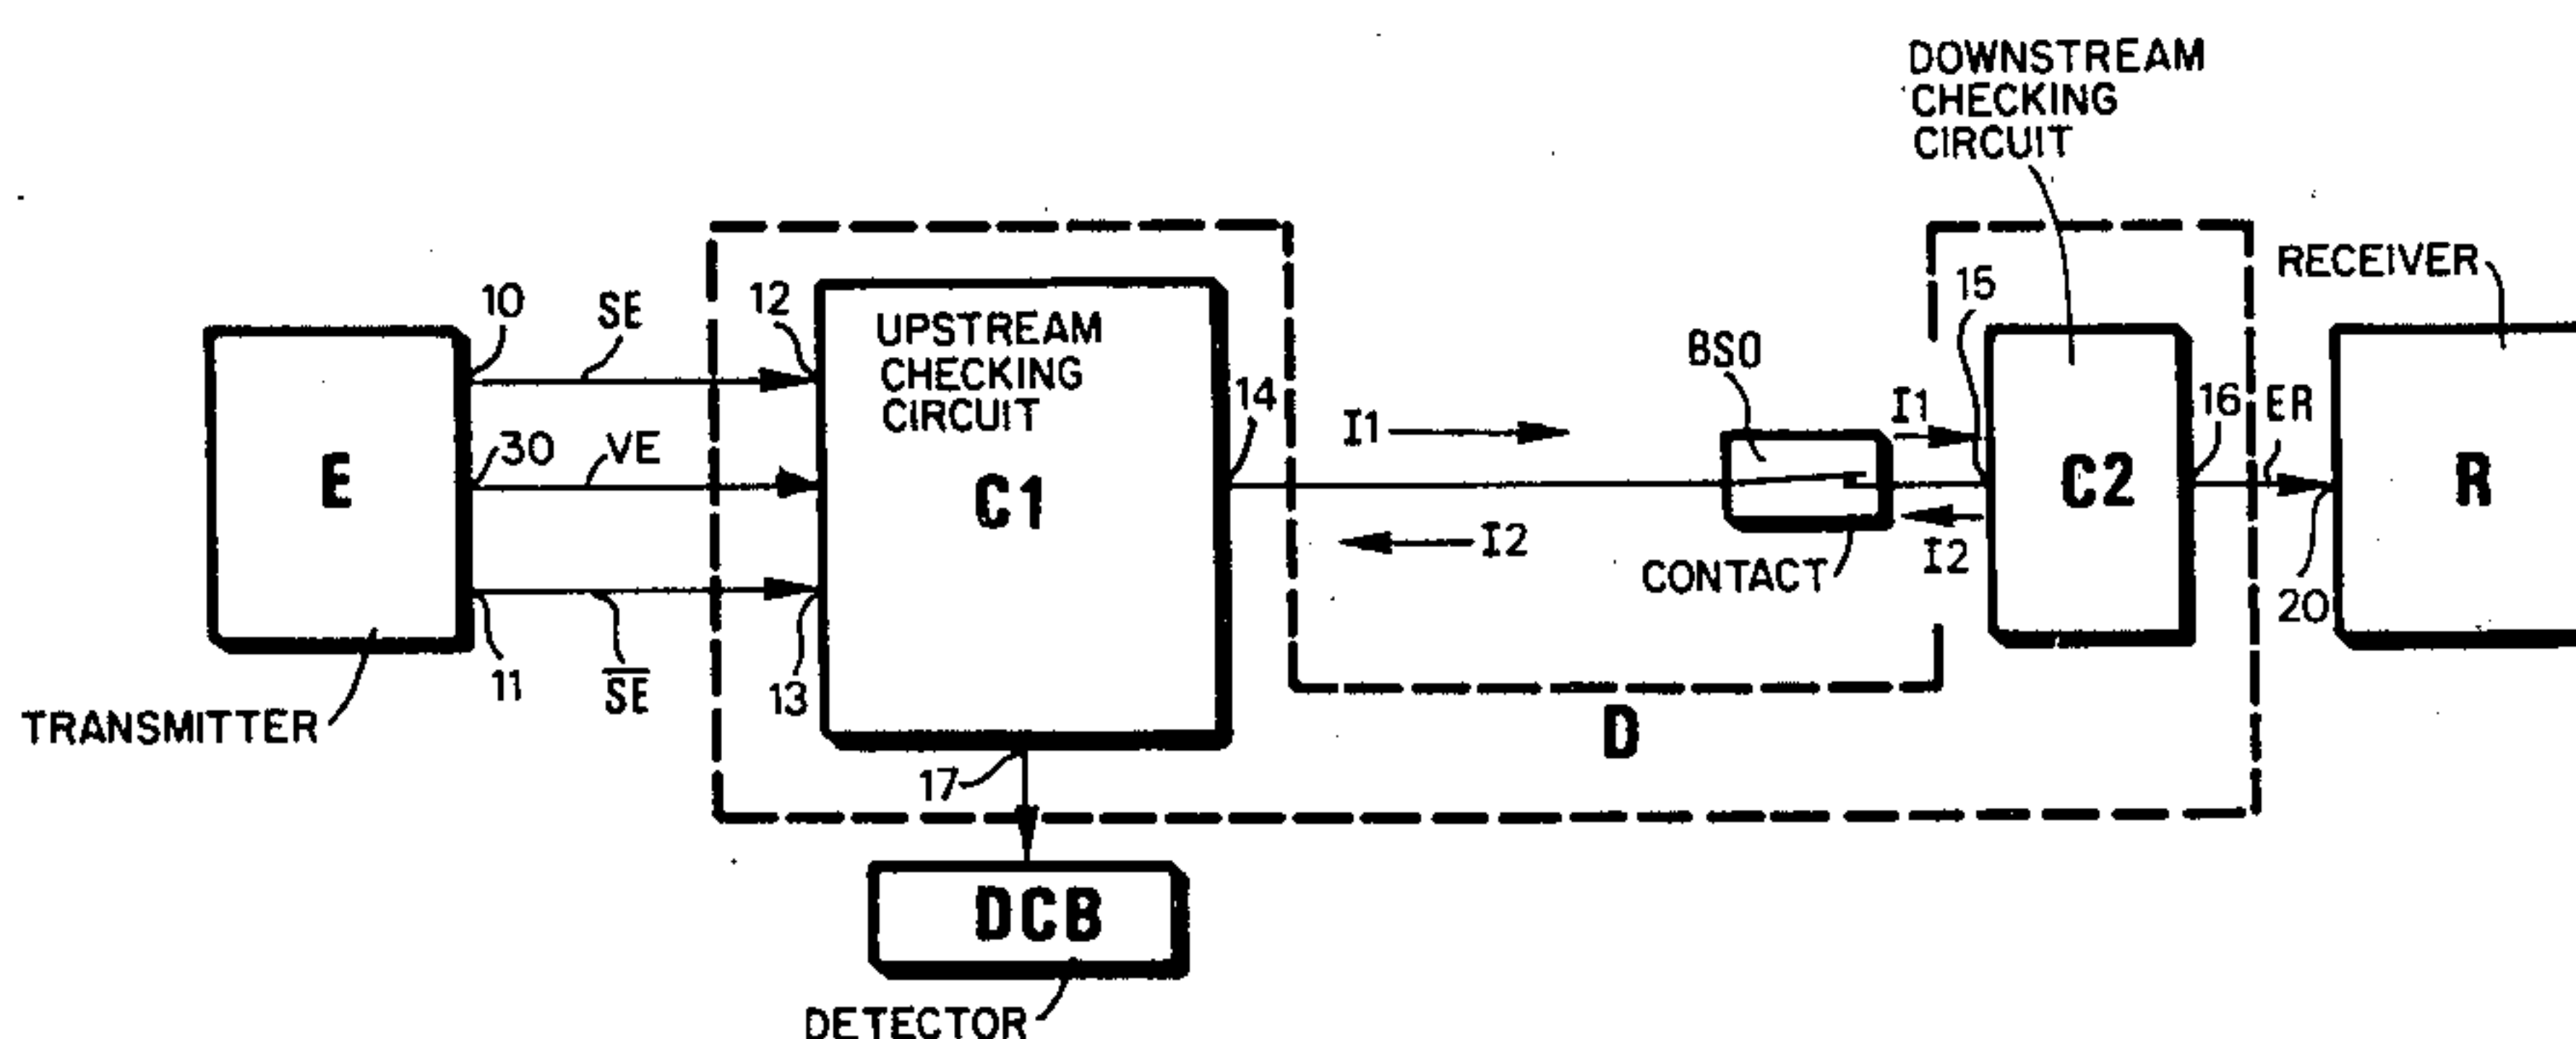 DOWNSTREAM
CHECKING
CIRCUIT
RECEIVER
10
SE
12
UPSTREAM
CHECKING
CIRCUIT
C1
14
I1
BSO
I1
15
C2
16
ER
R
E
30
VE
I2
CONTACT
I2
20
11
S̅E̅
13
TRANSMITTER
17
D
DCB
DETECTOR